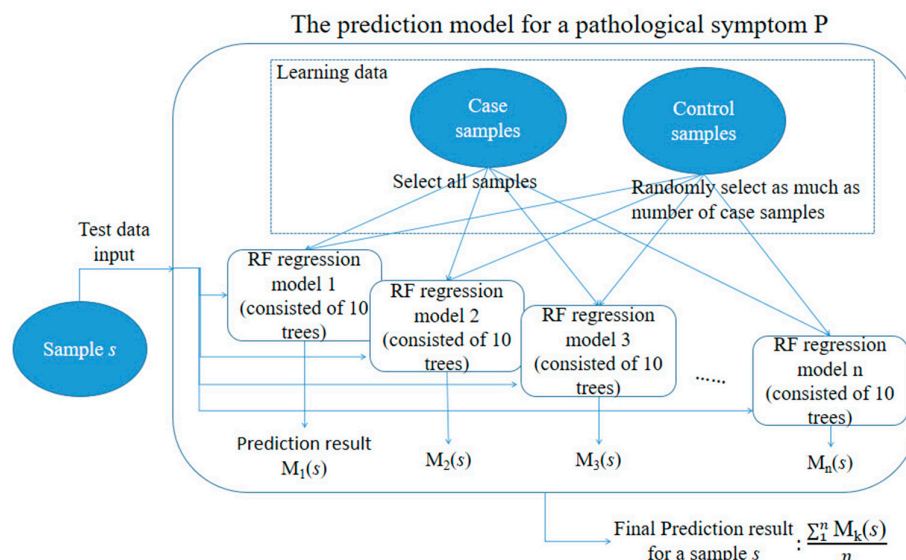 The prediction model for a pathological symptom P
Learning data
Case
samples
Control
samples
Select all samples
Randomly select as much as
number of case samples
Test data
input
Sample s
RF regression
model 1
(consisted of 10
trees)
RF regression
model 2
(consisted of 10
trees)
RF regression
model 3
(consisted of 10
trees)
......
RF regression
model n
(consisted of 10
trees)
Prediction result
M₁(s)
M₂(s)
M₃(s)
Mₙ(s)
Final Prediction result
for a sample s
: ∑₁ⁿ Mₖ(s)
n